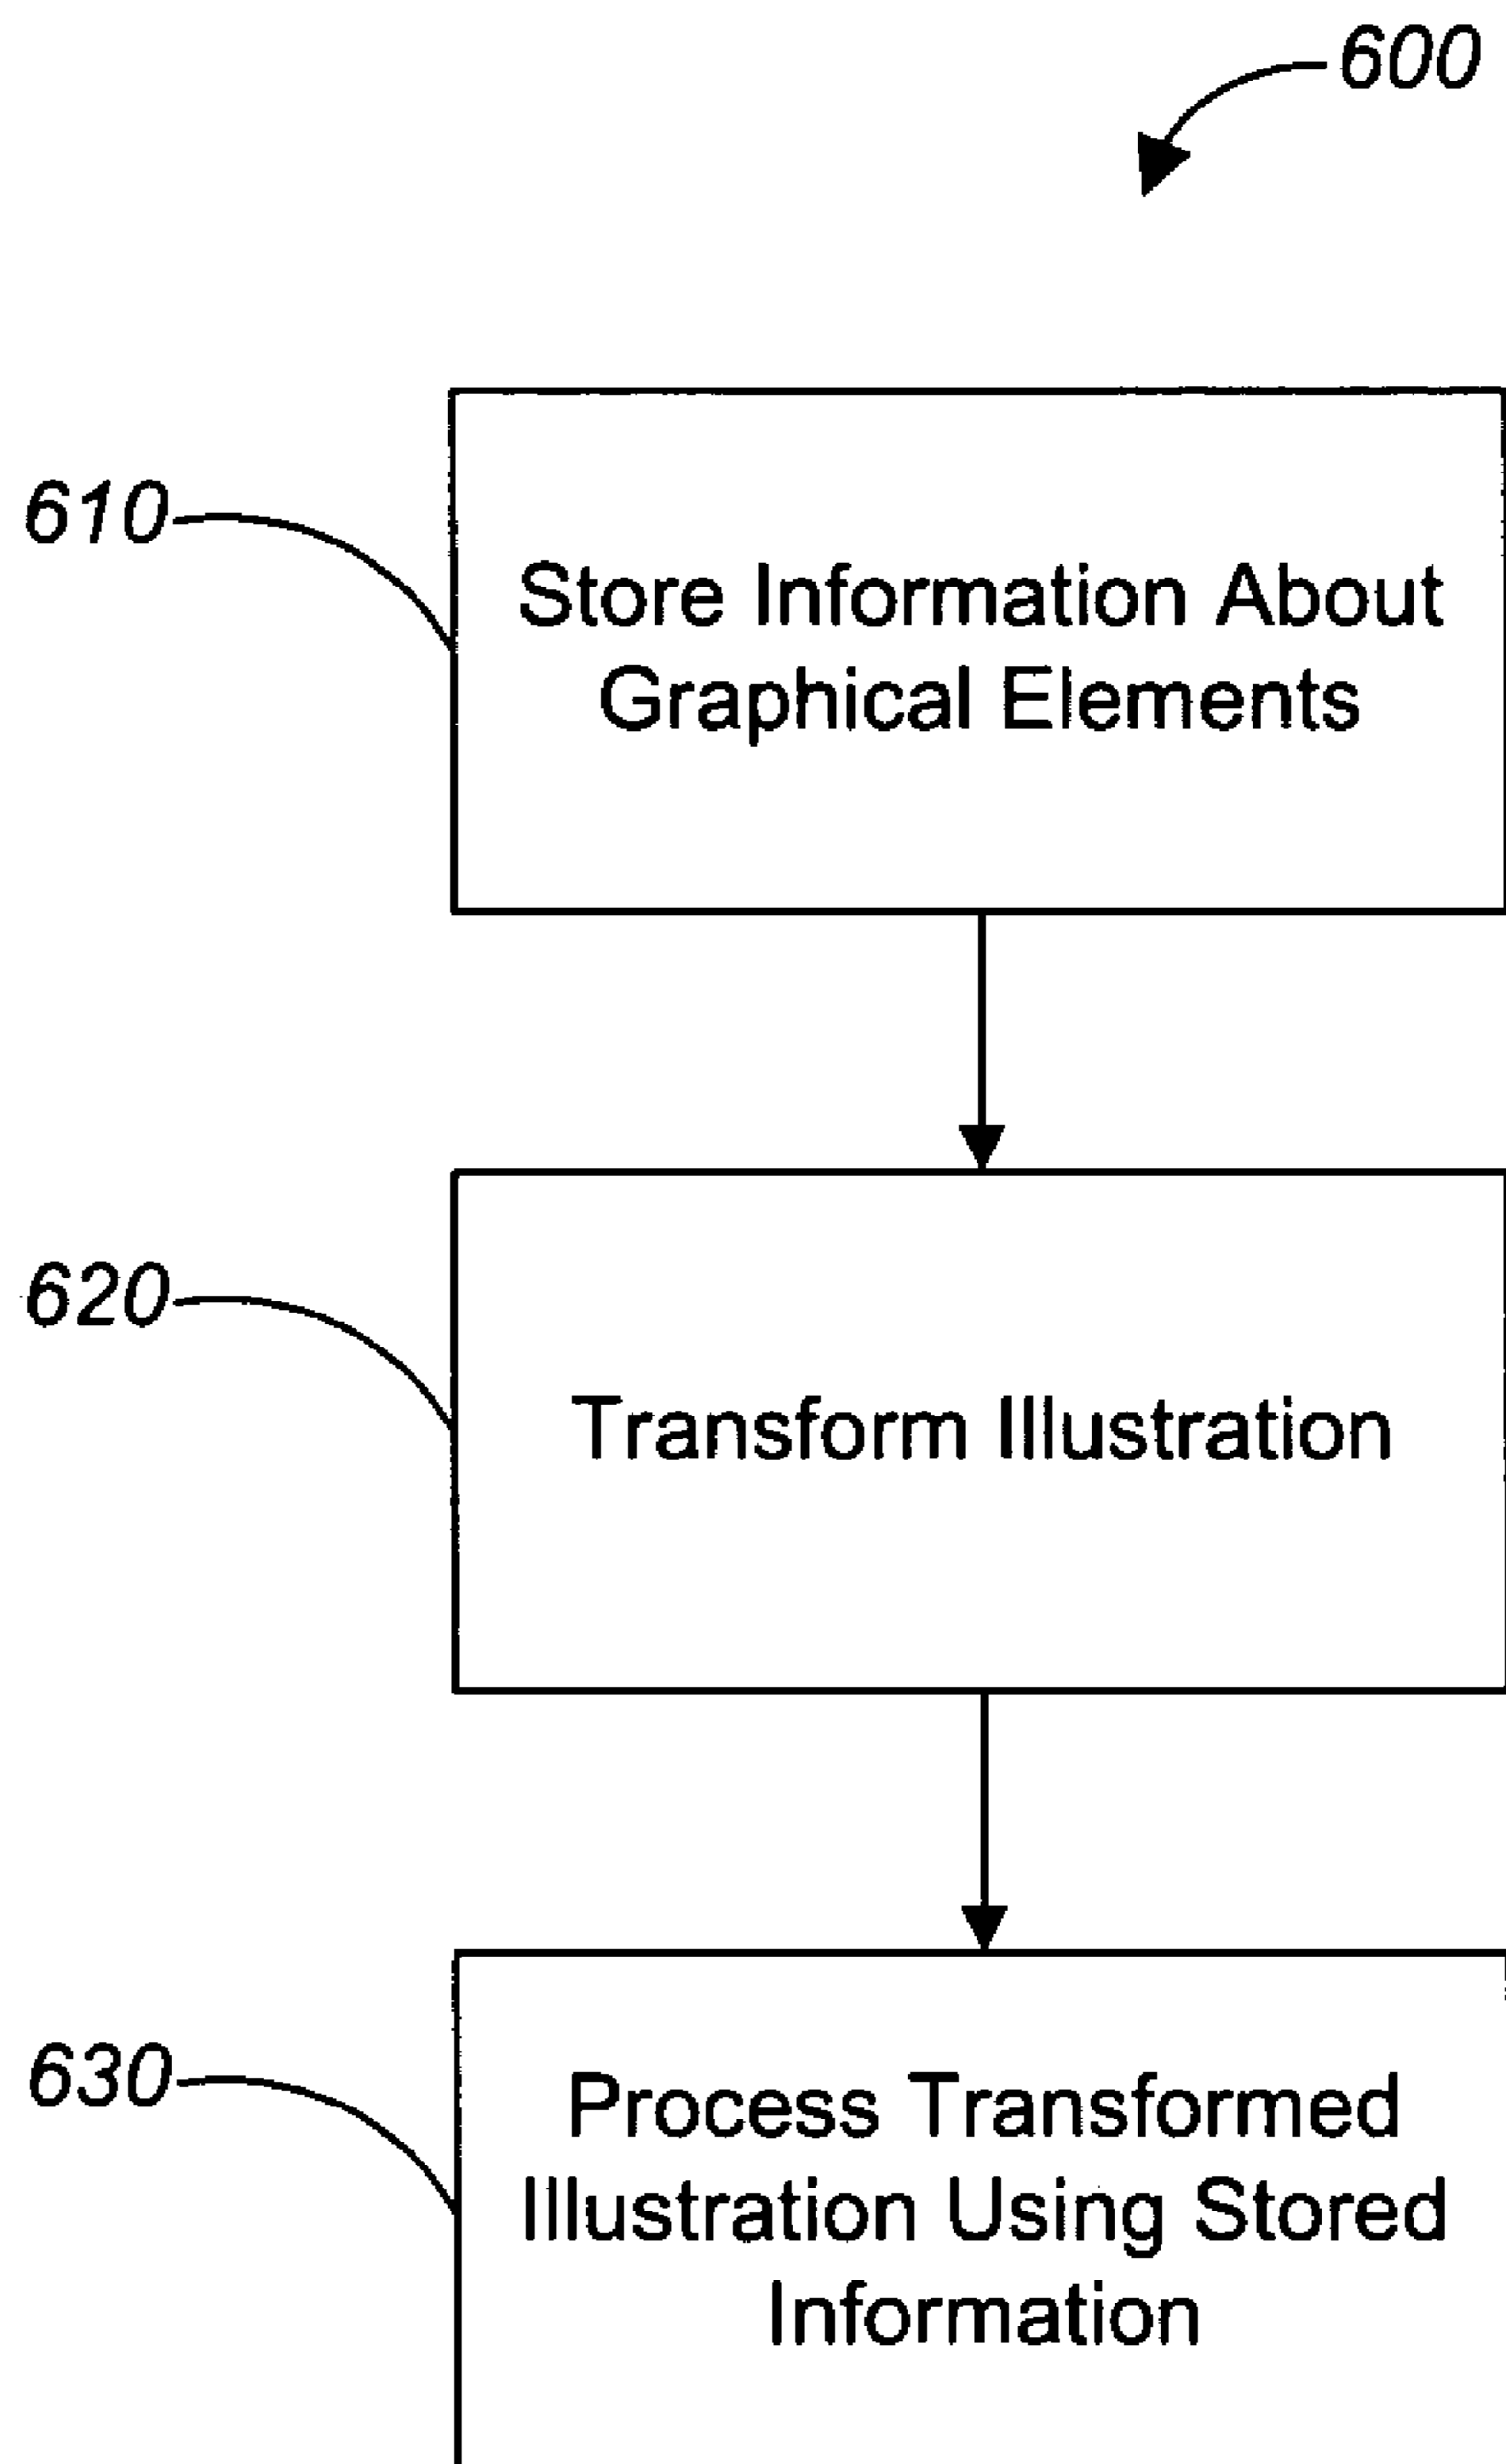 600
610
Store Information About
Graphical Elements
620
Transform Illustration
630
Process Transformed
Illustration Using Stored
Information